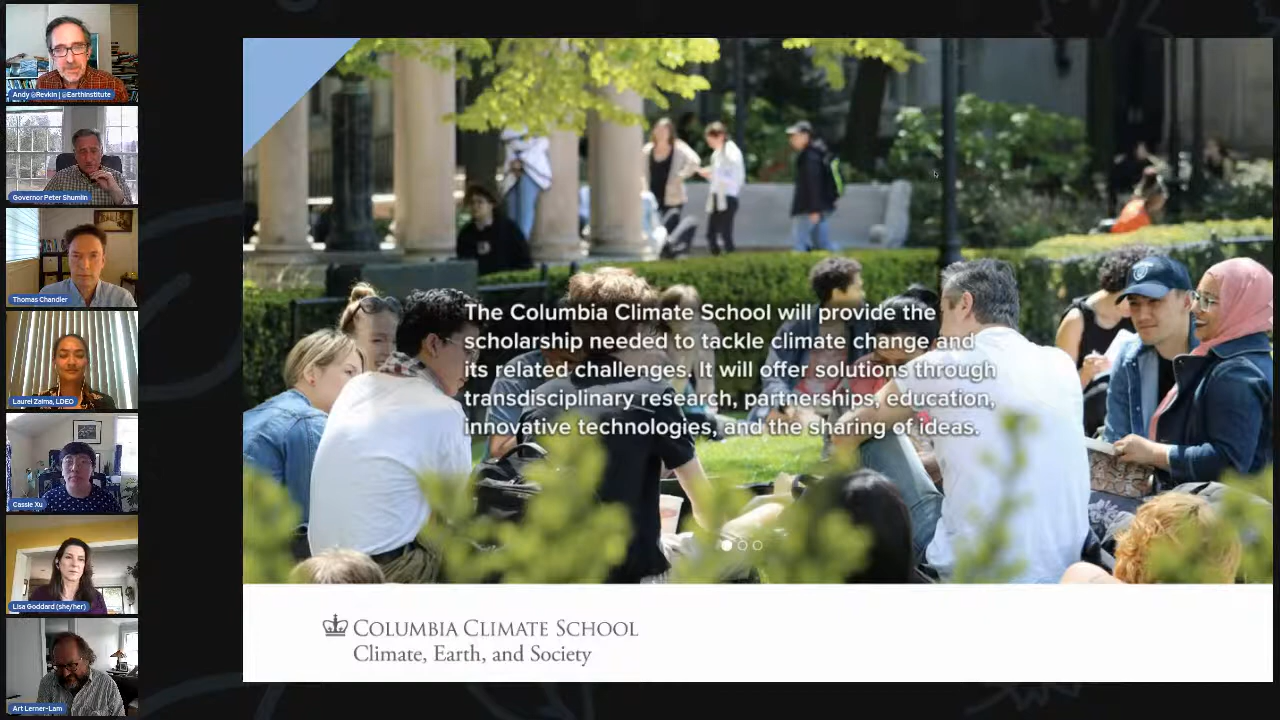 Andy @Revkin | @EarthInstitute
Governor Peter Shumlin
Thomas Chandler
Laurel Zaima, LDEO
Cassie Xu
Lisa Goddard (she/her)
Art Lerner-Lam
The Columbia Climate School will provide the
scholarship needed to tackle climate change and
its related challenges. It will offer solutions through
transdisciplinary research, partnerships, education,
innovative technologies, and the sharing of ideas.
COLUMBIA CLIMATE SCHOOL
Climate, Earth, and Society